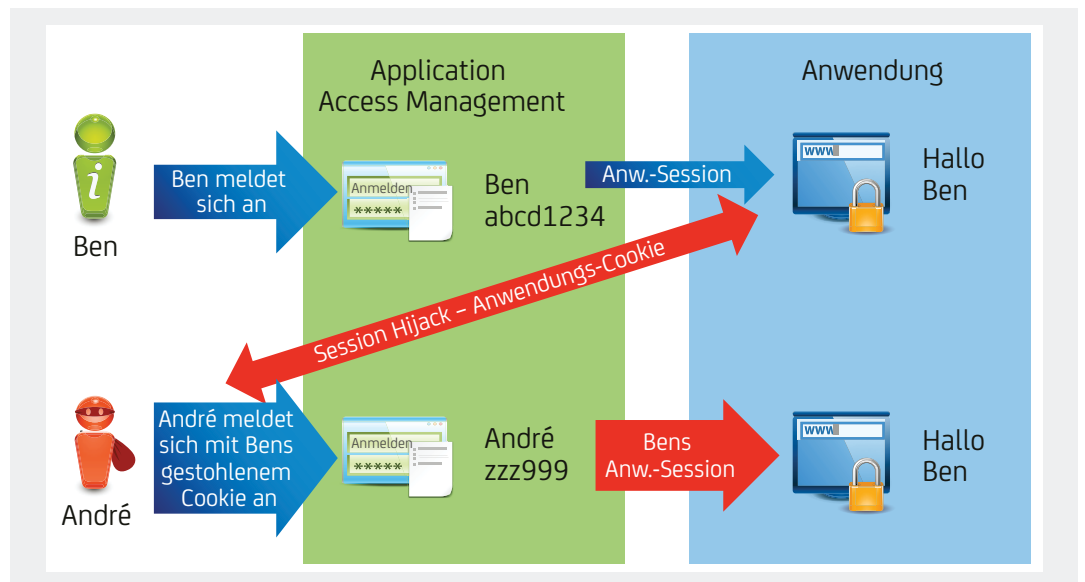 Application
Access Management
Anwendung
Ben meldet
sich an
Anmelden
*****
Ben
abcd1234
Anw.-Session
www
Hallo
Ben
Ben
Session Hijack – Anwendungs-Cookie
André meldet
sich mit Bens
gestohlenem
Cookie an
Anmelden
*****
André
zzz999
Bens
Anw.-Session
www
Hallo
Ben
André